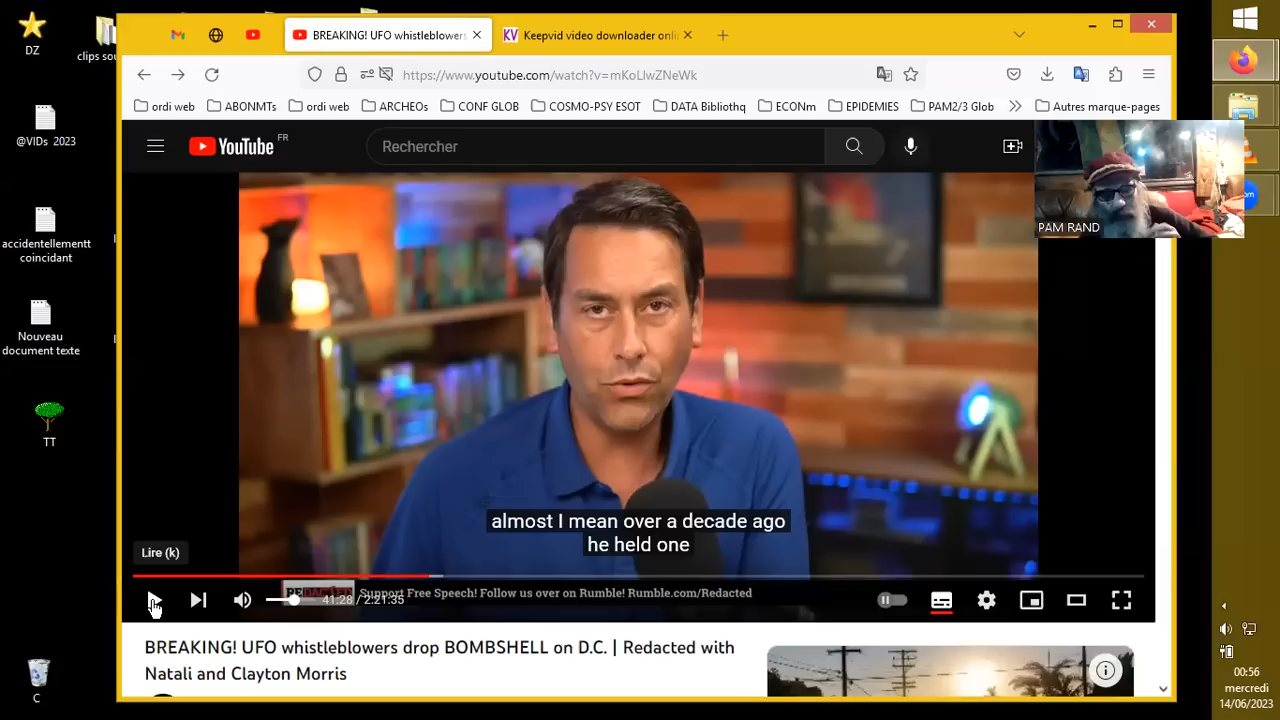 DZ
clips sou
@VIDs 2023
accidentellementt
coincidant
Nouveau
document texte
TT
C
BREAKING! UFO whistleblowers
KV Keepvid video downloader onli
https://www.youtube.com/watch?v=mKoLlwZNeWk
ordi web
ABONMTs
ordi web
ARCHEOs
CONF GLOB
COSMO-PSY ESOT
DATA Bibliothq
ECONm
EPIDEMIES
PAM2/3 Glob
Autres marque-pages
YouTube FR
Rechercher
PAM RAND
almost I mean over a decade ago
he held one
Lire (k)
REDACTED Support Free Speech! Follow us over on Rumble! Rumble.com/Redacted
41:28 / 2:21:35
BREAKING! UFO whistleblowers drop BOMBSHELL on D.C. | Redacted with
Natali and Clayton Morris
00:56
mercredi
14/06/2023